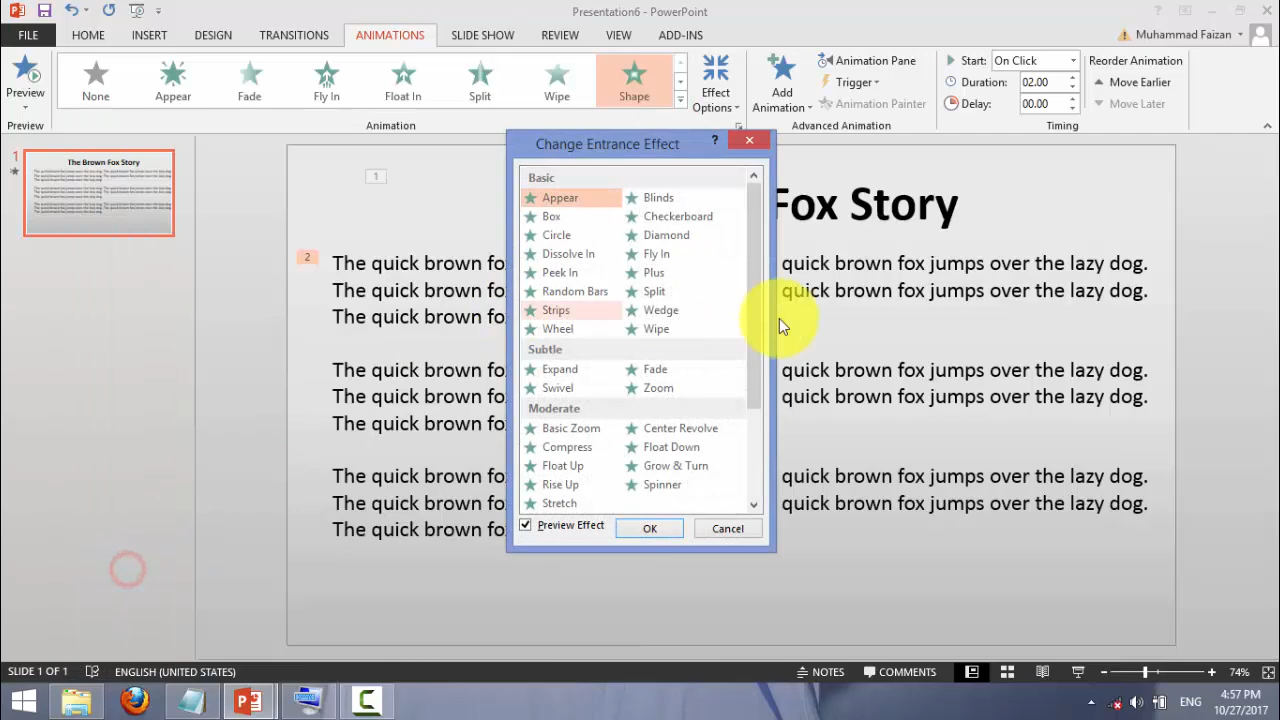 Presentation6 - PowerPoint
?
FILE HOME INSERT DESIGN TRANSITIONS ANIMATIONS SLIDE SHOW REVIEW VIEW ADD-INS Muhammad Faizan
Preview
None Appear Fade Fly In Float In Split Wipe Shape
Effect Options
Add Animation
Animation Pane
Trigger
Animation Painter
Start: On Click
Duration: 02.00
Delay: 00.00
Reorder Animation
Move Earlier
Move Later
Preview Animation Advanced Animation Timing
1
The Brown Fox Story
1
Fox Story
2
The quick brown fo quick brown fox jumps over the lazy dog.
The quick brown fo quick brown fox jumps over the lazy dog.
The quick brown fo
The quick brown fo quick brown fox jumps over the lazy dog.
The quick brown fo quick brown fox jumps over the lazy dog.
The quick brown fo
The quick brown fo quick brown fox jumps over the lazy dog.
The quick brown fo quick brown fox jumps over the lazy dog.
The quick brown fo
Change Entrance Effect ?
Basic
Appear Blinds
Box Checkerboard
Circle Diamond
Dissolve In Fly In
Peek In Plus
Random Bars Split
Strips Wedge
Wheel Wipe
Subtle
Expand Fade
Swivel Zoom
Moderate
Basic Zoom Center Revolve
Compress Float Down
Float Up Grow & Turn
Rise Up Spinner
Stretch
Preview Effect OK Cancel
SLIDE 1 OF 1 ENGLISH (UNITED STATES) NOTES COMMENTS 74%
ENG
4:57 PM
10/27/2017